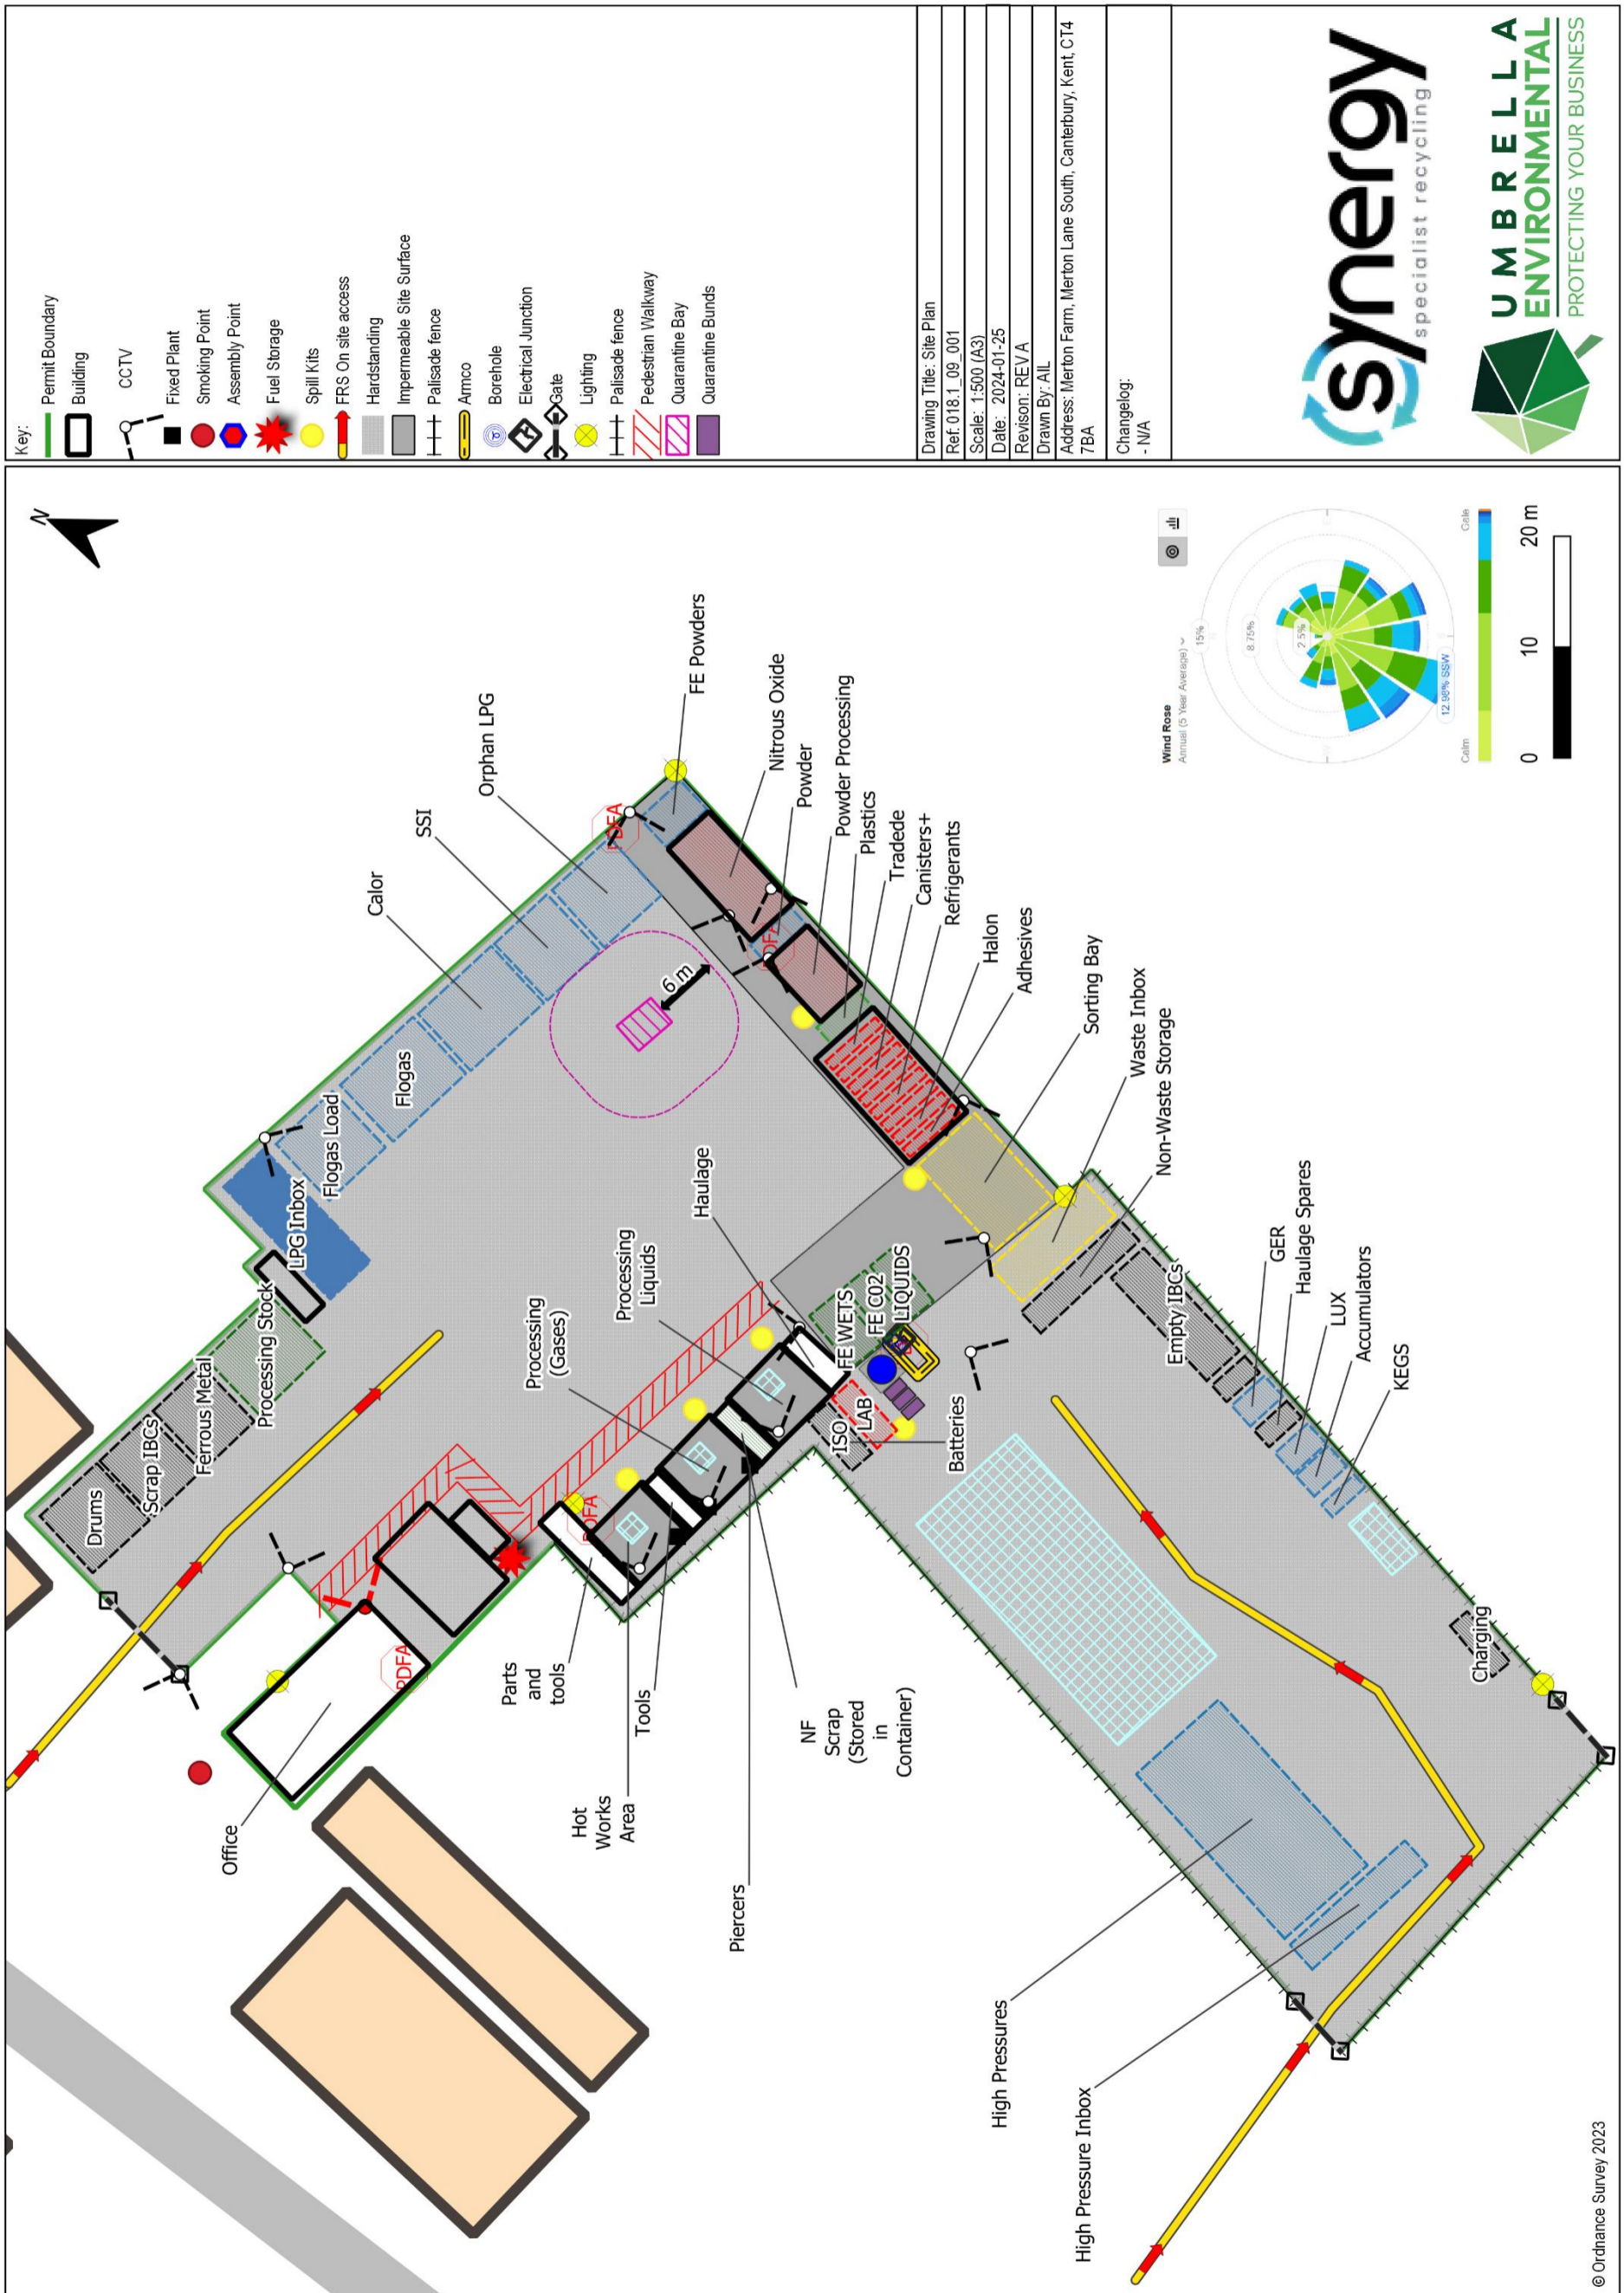 Key:
Permit Boundary
Building
CCTV
Fixed Plant
Smoking Point
Assembly Point
Fuel Storage
Spill Kits
FRS On site access
Hardstanding
Impermeable Site Surface
Palisade fence
Armco
Borehole
Electrical Junction
Gate
Lighting
Palisade fence
Pedestrian Walkway
Quarantine Bay
Quarantine Bunds
Drawing Title: Site Plan
Ref: 018.1_09_001
Scale: 1:500 (A3)
Date: 2024-01-25
Revison: REV A
Drawn By: AIL
Address: Merton Farm, Merton Lane South, Canterbury, Kent, CT4
7BA
Changelog:
- N/A
synergy
specialist recycling
UMBRELLA
ENVIRONMENTAL
PROTECTING YOUR BUSINESS
N
Drums
Scrap IBCs
Ferrous Metal
Processing Stock
LPG Inbox
Flogas Load
Flogas
Calor
SSI
Orphan LPG
FE Powders
Nitrous Oxide
Powder
Powder Processing
Plastics
Tradede
Canisters+
Refrigerants
Halon
Adhesives
Sorting Bay
Waste Inbox
Non-Waste Storage
6 m
PDFA
PDFA
PDFA
Haulage
Processing
Liquids
Processing
(Gases)
FE WETS
FE C02
LIQUIDS
ISO
LAB
Batteries
Empty IBCs
GER
Haulage Spares
LUX
Accumulators
KEGS
Charging
Office
Parts
and
tools
Hot
Works
Area
Tools
NF
Scrap
(Stored
in
Container)
Piercers
High Pressures
High Pressure Inbox
Wind Rose
Annual (5 Year Average)
15%
8.75%
2.5%
12.98% SSW
Calm
Gale
0
10
20 m
© Ordnance Survey 2023